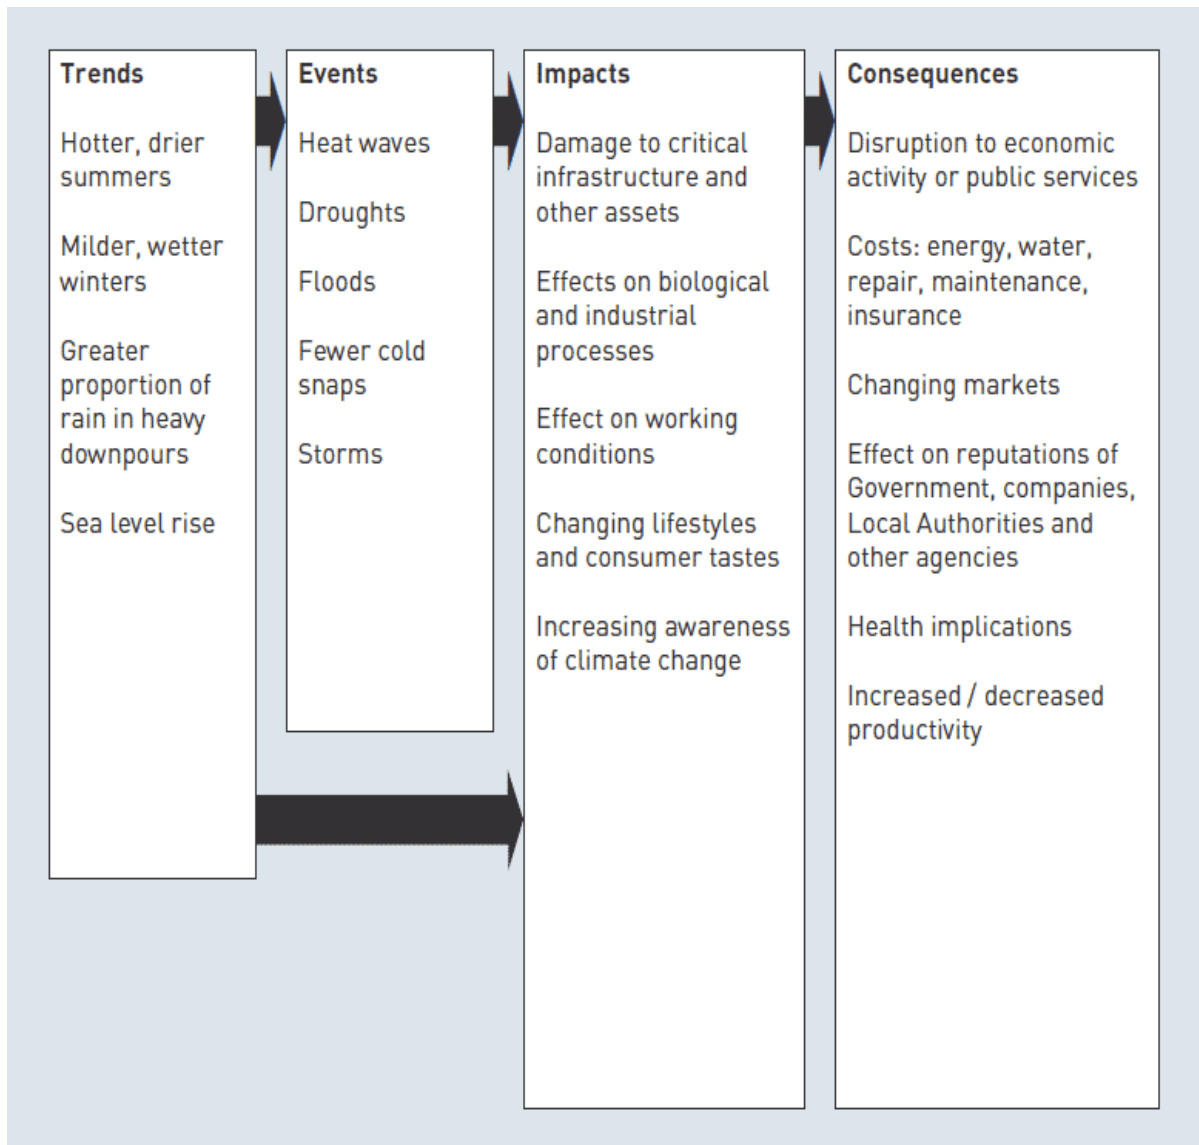 Trends
Hotter, drier
summers
Milder, wetter
winters
Greater
proportion of
rain in heavy
downpours
Sea level rise
Events
Heat waves
Droughts
Floods
Fewer cold
snaps
Storms
Impacts
Damage to critical
infrastructure and
other assets
Effects on biological
and industrial
processes
Effect on working
conditions
Changing lifestyles
and consumer tastes
Increasing awareness
of climate change
Consequences
Disruption to economic
activity or public services
Costs: energy, water,
repair, maintenance,
insurance
Changing markets
Effect on reputations of
Government, companies,
Local Authorities and
other agencies
Health implications
Increased / decreased
productivity